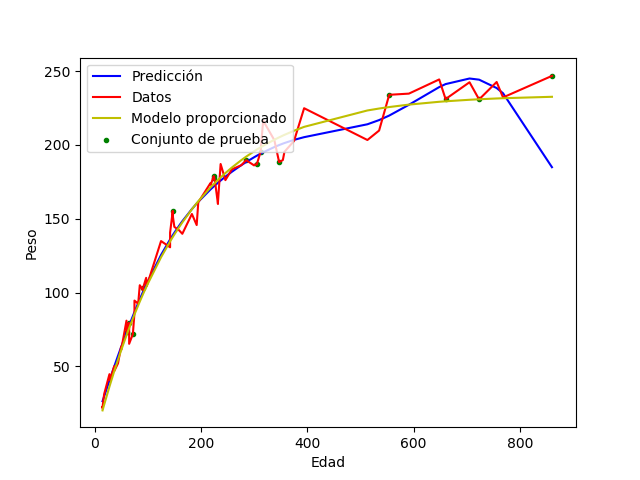 Predicción
Datos
Modelo proporcionado
Conjunto de prueba
250
200
150
100
50
Peso
0
200
400
600
800
Edad